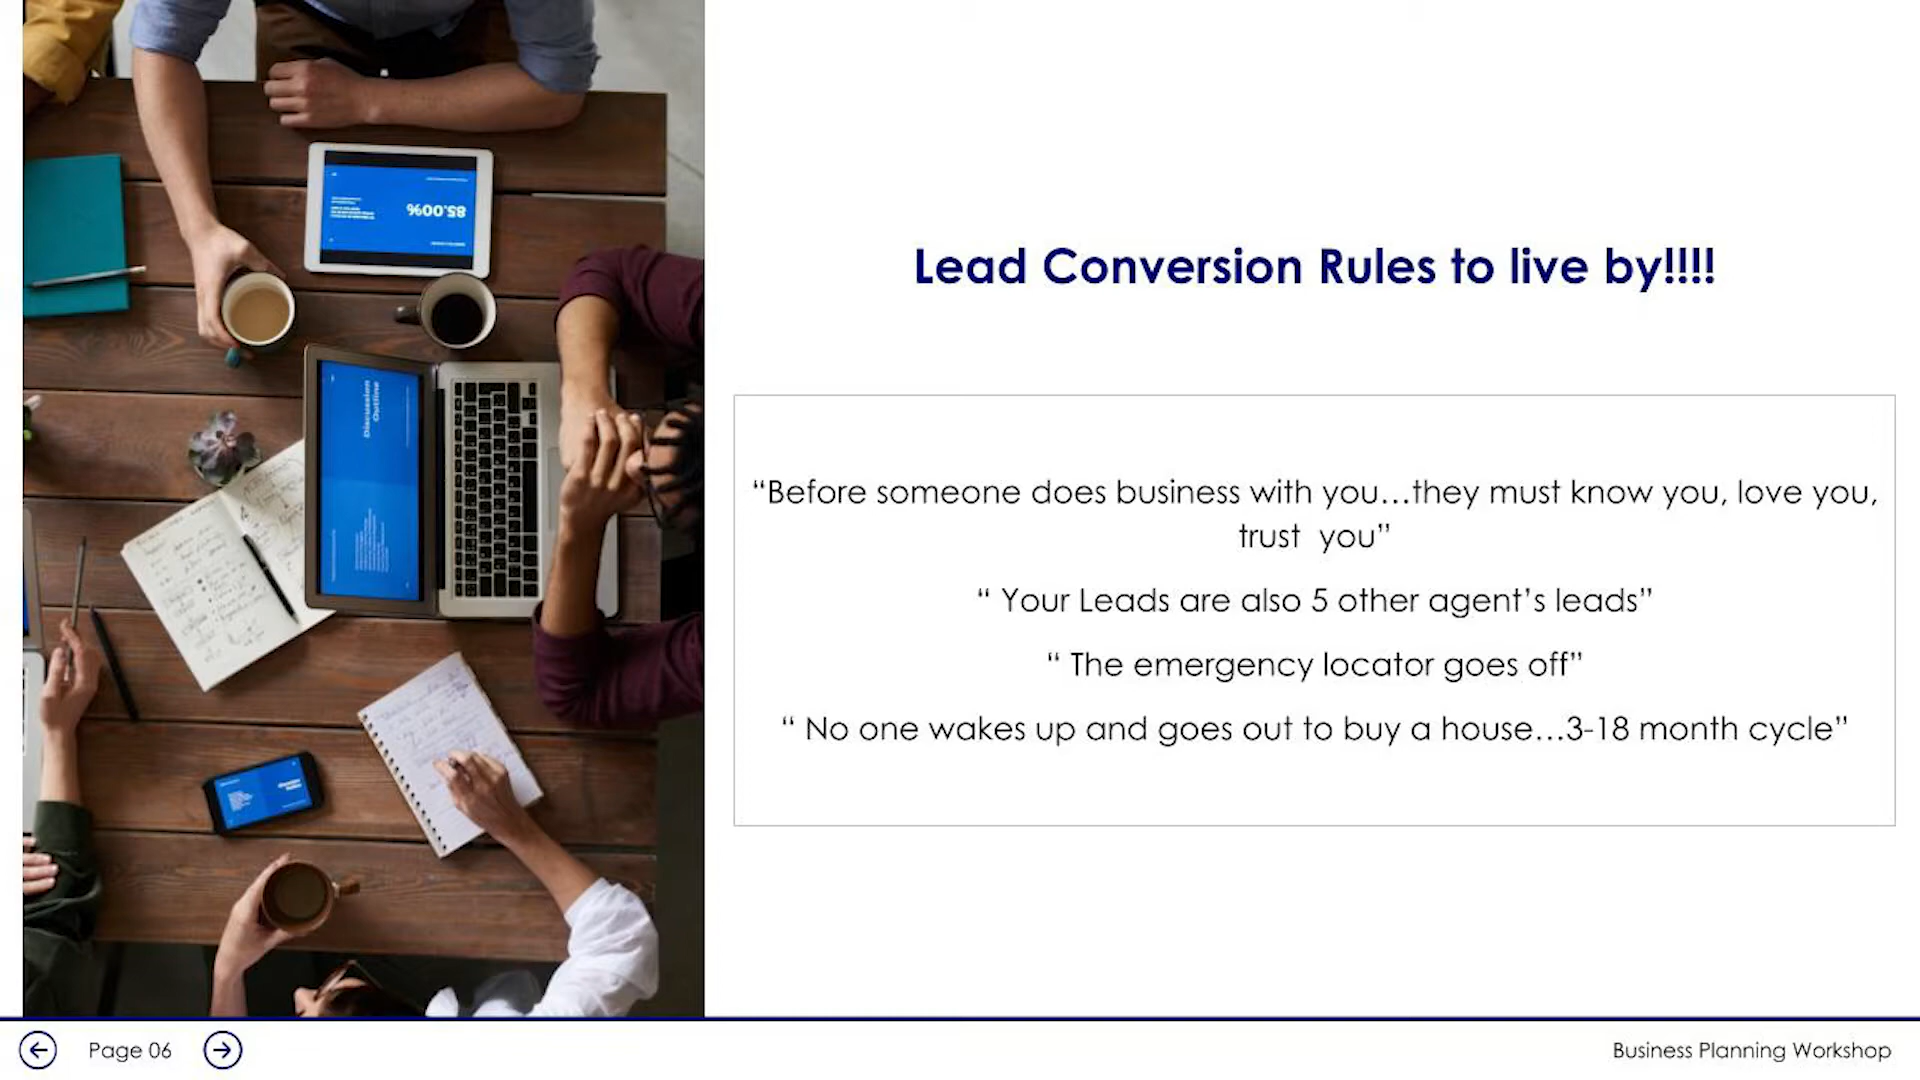 85.00%
Discussion
Outline
Lead Conversion Rules to live by!!!!
“Before someone does business with you…they must know you, love you,
trust  you”
“ Your Leads are also 5 other agent’s leads”
“ The emergency locator goes off”
“ No one wakes up and goes out to buy a house…3-18 month cycle”
Page 06
Business Planning Workshop